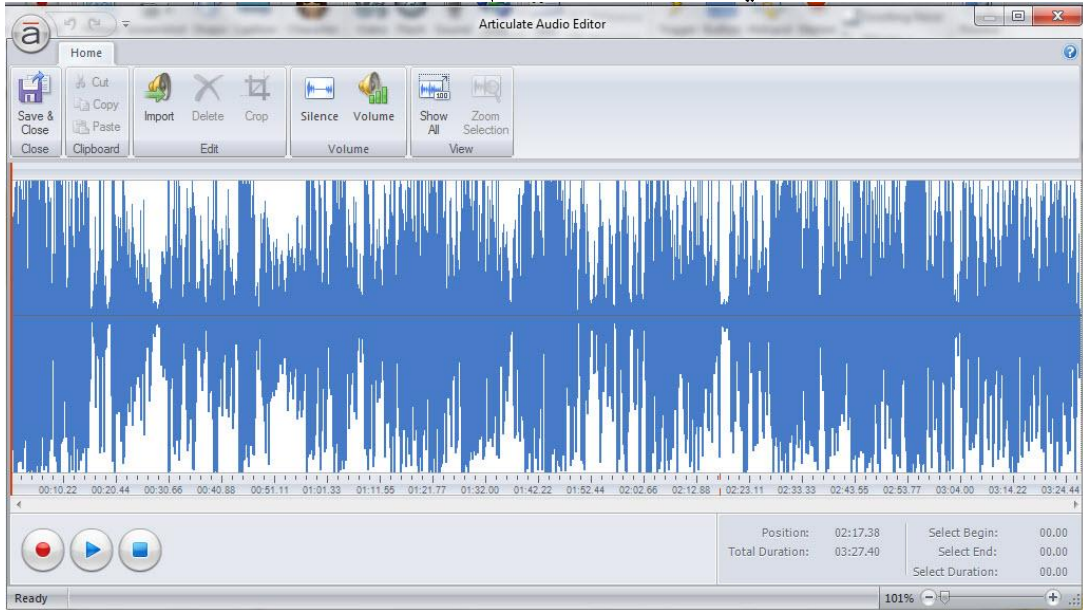 Articulate Audio Editor
ā
Home
Save & Close
Cut
Copy
Paste
Import
Delete
Crop
Silence
Volume
Show All
100
Zoom Selection
Close
Clipboard
Edit
Volume
View
00:10.22 00:20.44 00:30.66 00:40.88 00:51.11 01:01.33 01:11.55 01:21.77 01:32.00 01:42.22 01:52.44 02:02.66 02:12.88 02:23.11 02:33.33 02:43.55 02:53.77 03:04.00 03:14.22 03:24.44
Position: 02:17.38 Select Begin: 00.00
Total Duration: 03:27.40 Select End: 00.00
Select Duration: 00.00
Ready 101%